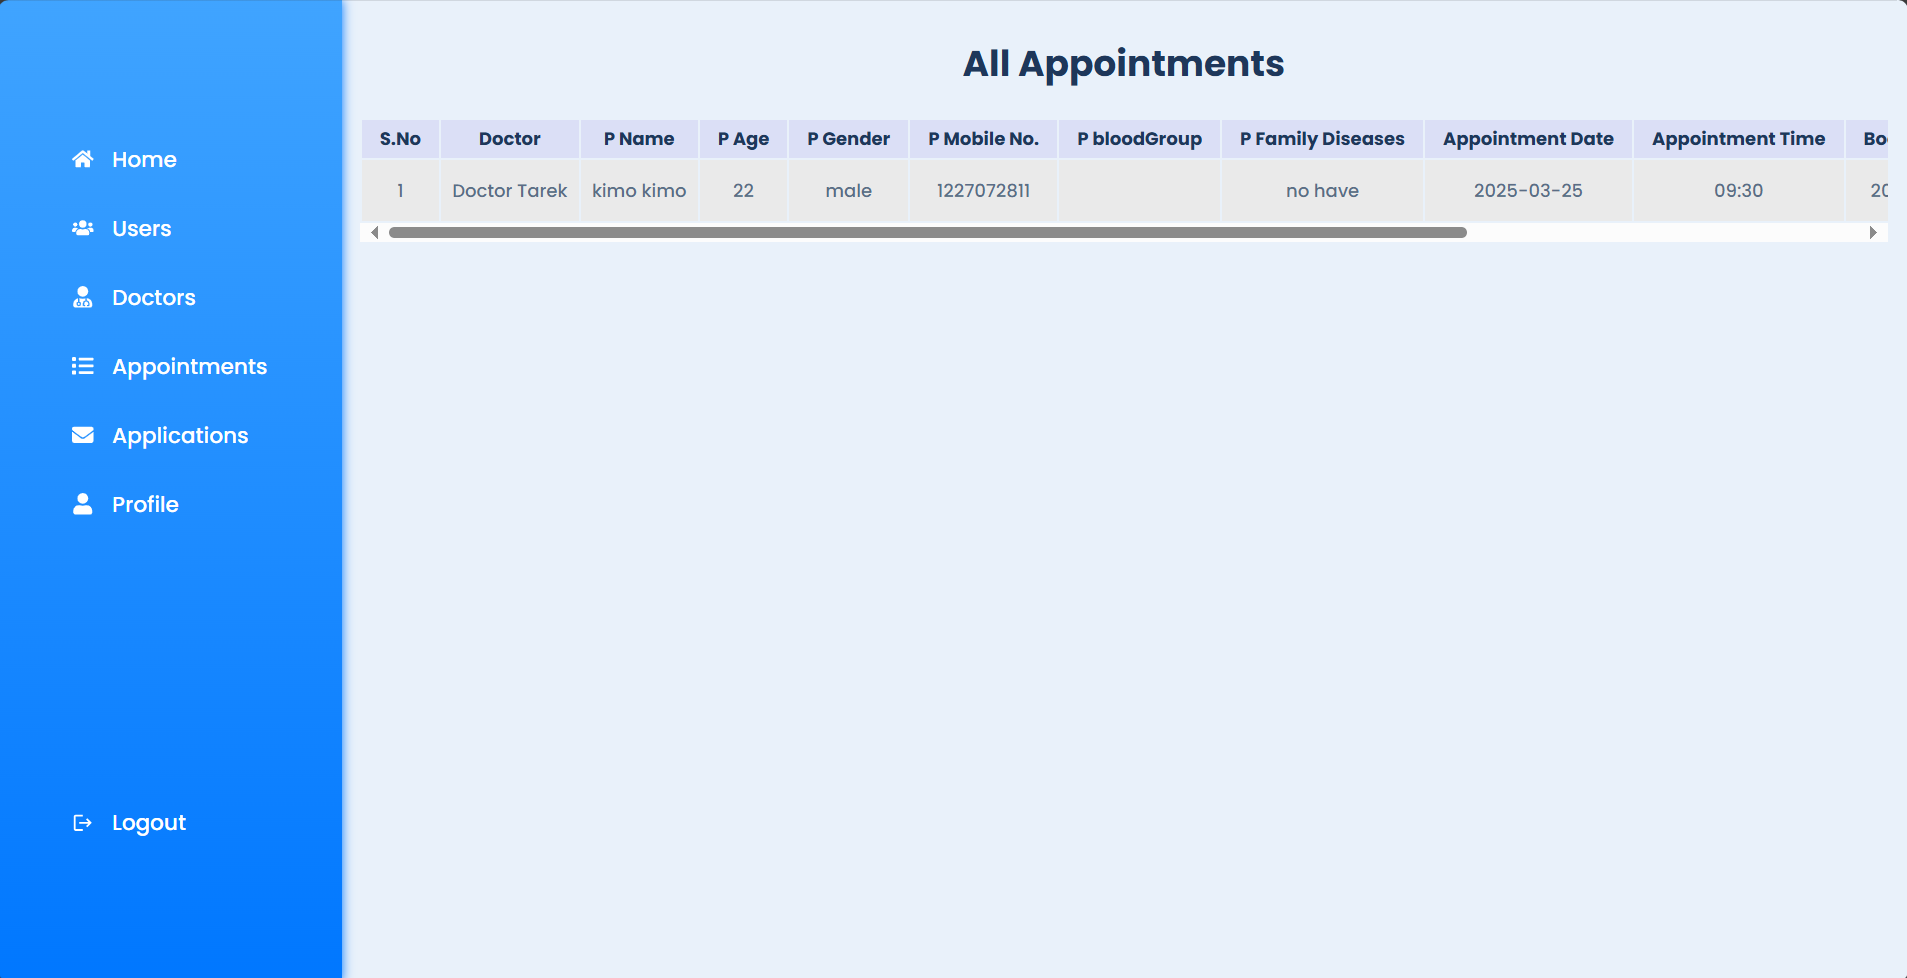 Home
Users
Doctors
Appointments
Applications
Profile
Logout
All Appointments
S.No Doctor P Name P Age P Gender P Mobile No. P bloodGroup P Family Diseases Appointment Date Appointment Time
1 Doctor Tarek kimo kimo 22 male 1227072811 no have 2025-03-25 09:30